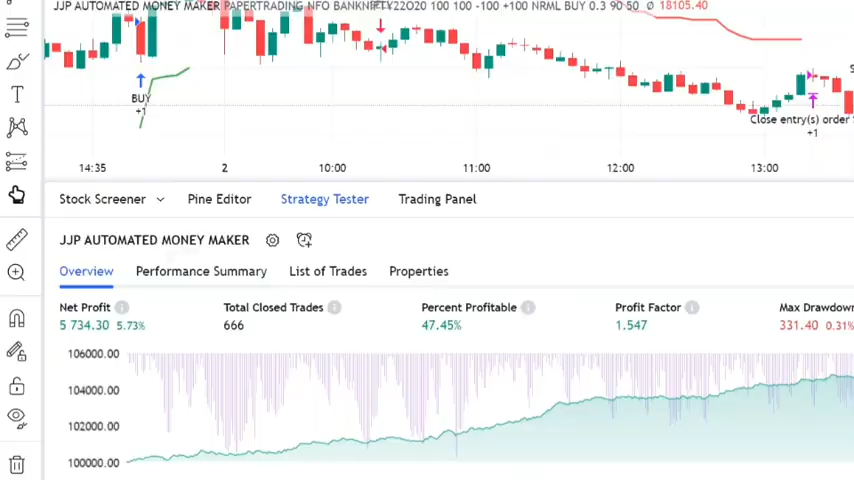 JJP AUTOMATED MONEY MAKER PAPERTRADING NFO BANKNIFTY22O20 100 100 -100 +100 NRML BUY 0.3 90 50 Ø 18105.40
BUY
+1
Close entry(s) order
+1
14:35 2 10:00 11:00 12:00 13:00
Stock Screener Pine Editor Strategy Tester Trading Panel
JJP AUTOMATED MONEY MAKER
Overview Performance Summary List of Trades Properties
Net Profit Total Closed Trades Percent Profitable Profit Factor Max Drawdown
5 734.30 5.73% 666 47.45% 1.547 331.40 0.31%
106000.00
104000.00
102000.00
100000.00